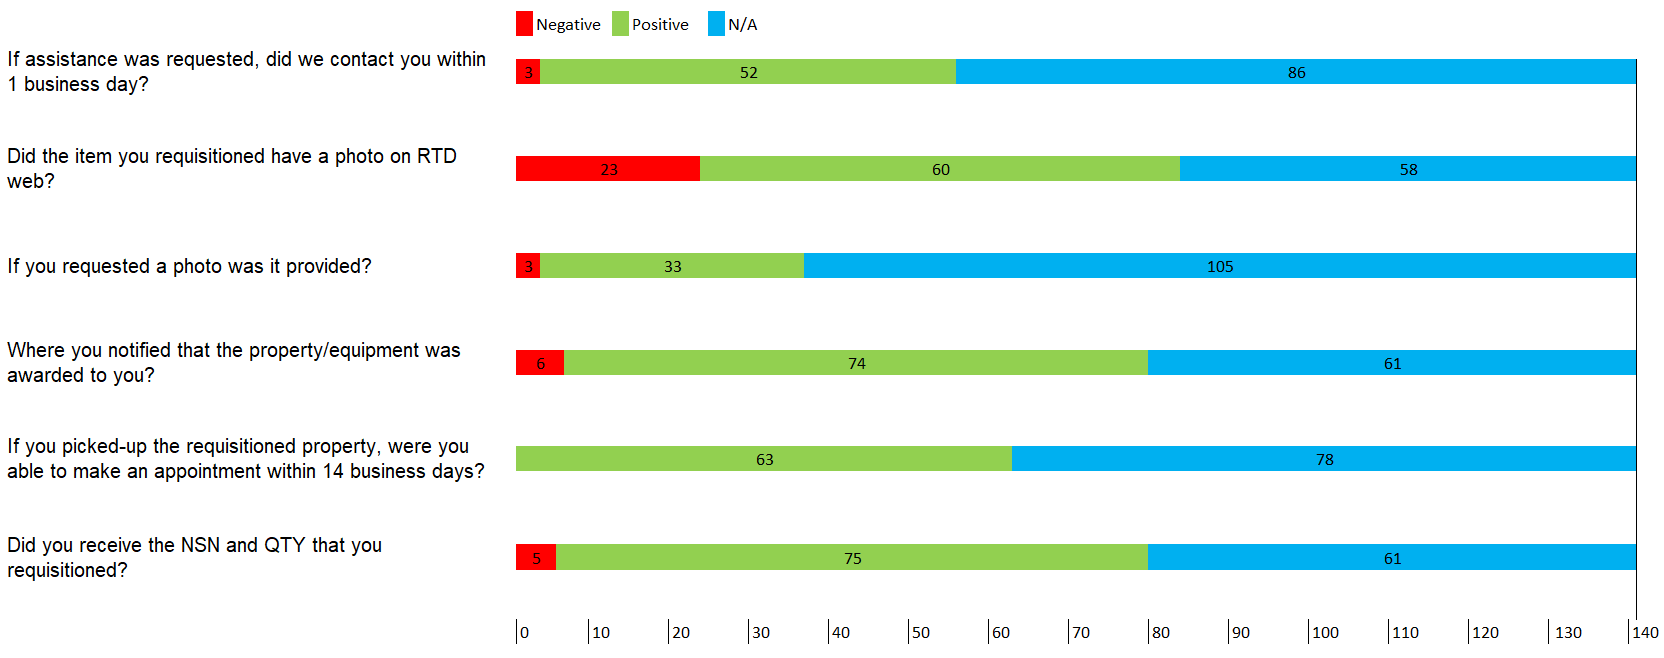 Negative Positive N/A
If assistance was requested, did we contact you within
1 business day?
3 52 86
Did the item you requisitioned have a photo on RTD
web?
23 60 58
If you requested a photo was it provided?
3 33 105
Where you notified that the property/equipment was
awarded to you?
6 74 61
If you picked-up the requisitioned property, were you
able to make an appointment within 14 business days?
63 78
Did you receive the NSN and QTY that you
requisitioned?
5 75 61
0 10 20 30 40 50 60 70 80 90 100 110 120 130 140